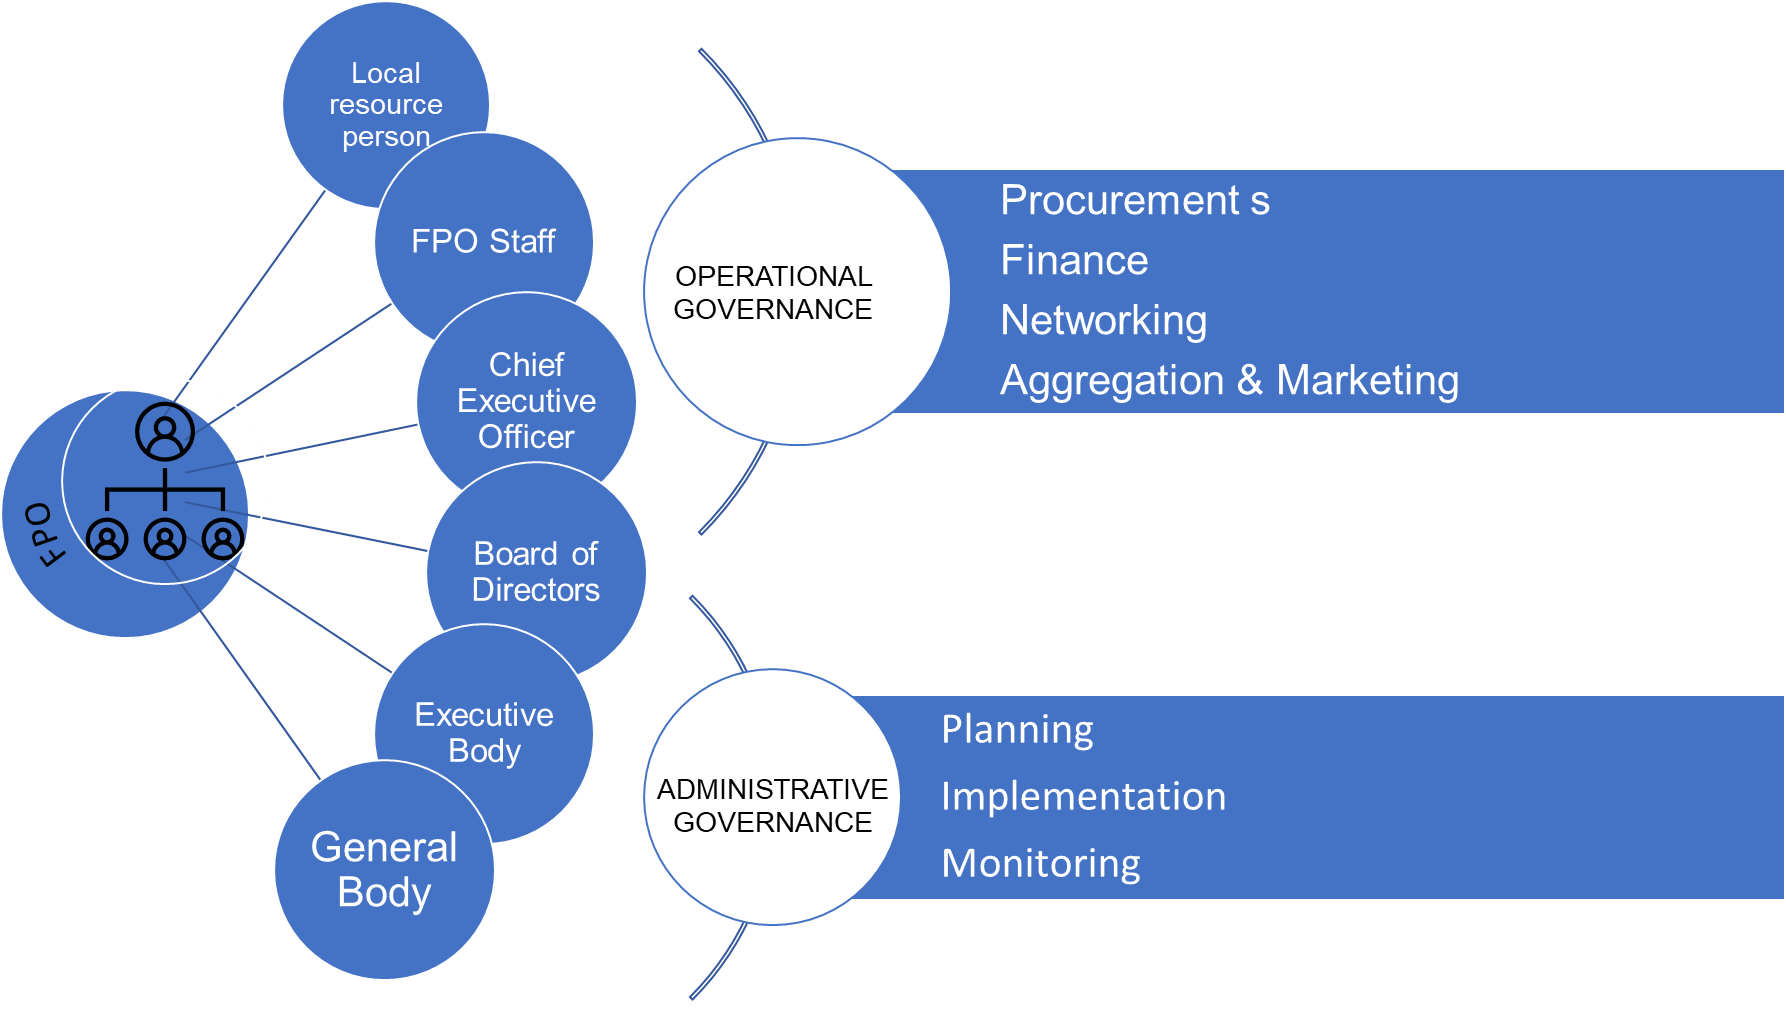 Local
resource
person
FPO Staff
Chief
Executive
Officer
Board of
Directors
Executive
Body
General
Body
FPO
OPERATIONAL
GOVERNANCE
Procurement s
Finance
Networking
Aggregation & Marketing
ADMINISTRATIVE
GOVERNANCE
Planning
Implementation
Monitoring